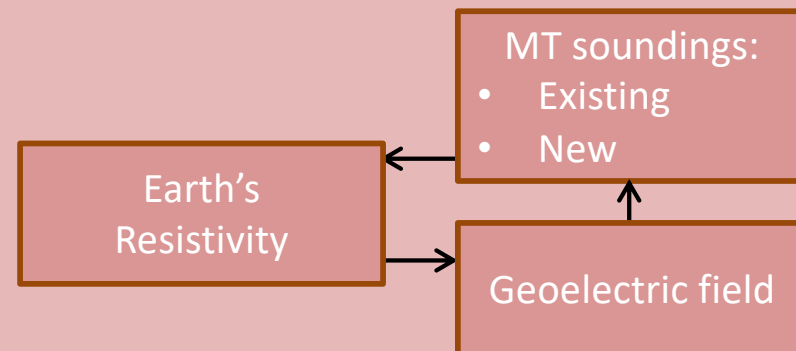 MT soundings:
• Existing
• New
Earth’s
Resistivity
Geoelectric field